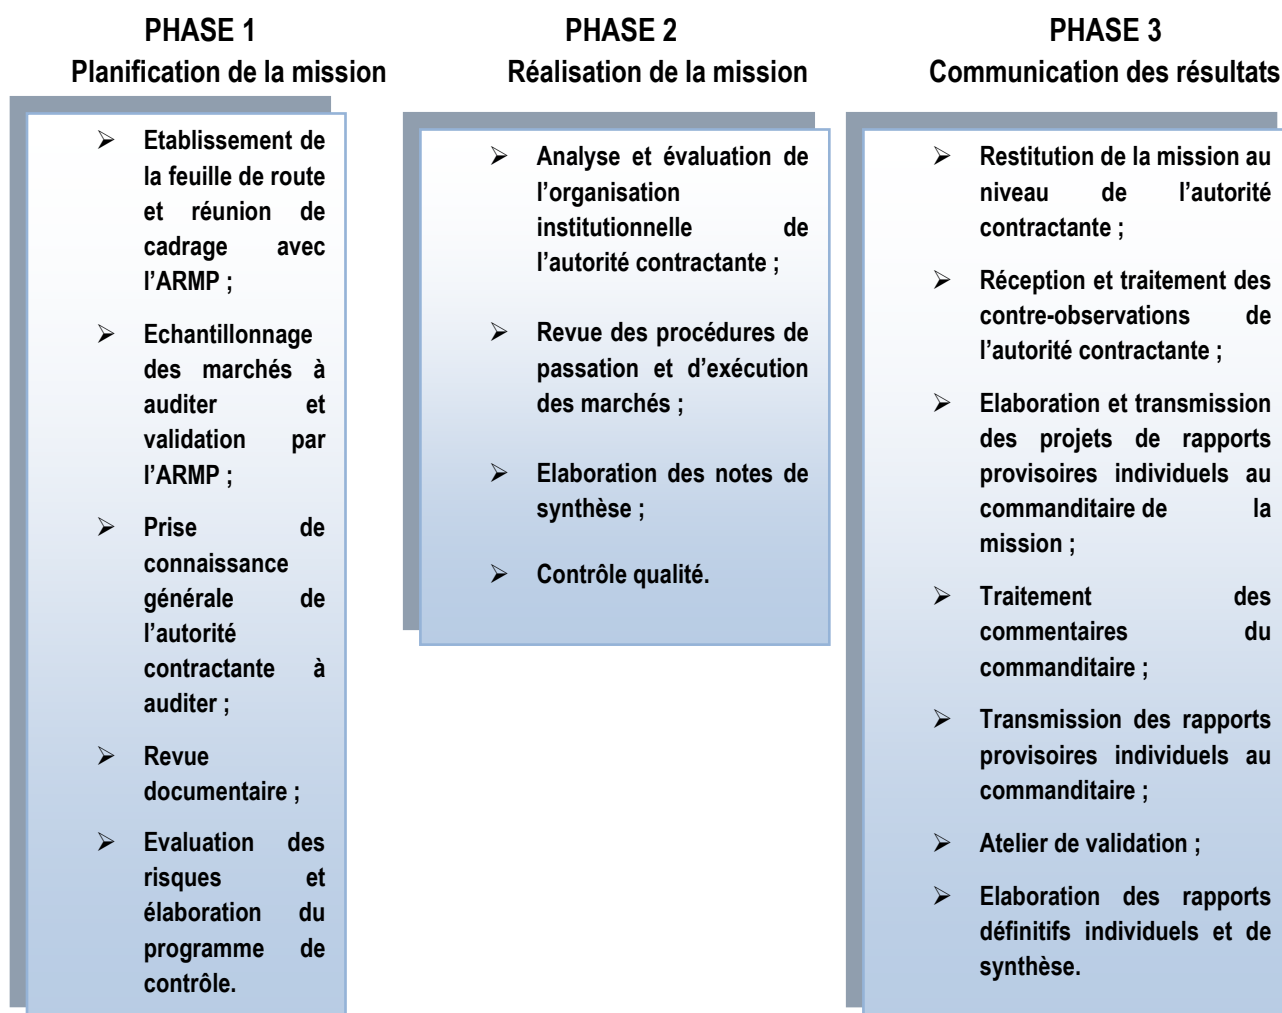 PHASE 1
Planification de la mission
➢ Etablissement de
la feuille de route
et réunion de
cadrage avec
l’ARMP ;
➢ Echantillonnage
des marchés à
auditer et
validation par
l’ARMP ;
➢ Prise de
connaissance
générale de
l’autorité
contractante à
auditer ;
➢ Revue
documentaire ;
➢ Evaluation des
risques et
élaboration du
programme de
contrôle.
PHASE 2
Réalisation de la mission
➢ Analyse et évaluation de
l’organisation
institutionnelle de
l’autorité contractante ;
➢ Revue des procédures de
passation et d’exécution
des marchés ;
➢ Elaboration des notes de
synthèse ;
➢ Contrôle qualité.
PHASE 3
Communication des résultats
➢ Restitution de la mission au
niveau de l’autorité
contractante ;
➢ Réception et traitement des
contre-observations de
l’autorité contractante ;
➢ Elaboration et transmission
des projets de rapports
provisoires individuels au
commanditaire de la
mission ;
➢ Traitement des
commentaires du
commanditaire ;
➢ Transmission des rapports
provisoires individuels au
commanditaire ;
➢ Atelier de validation ;
➢ Elaboration des rapports
définitifs individuels et de
synthèse.